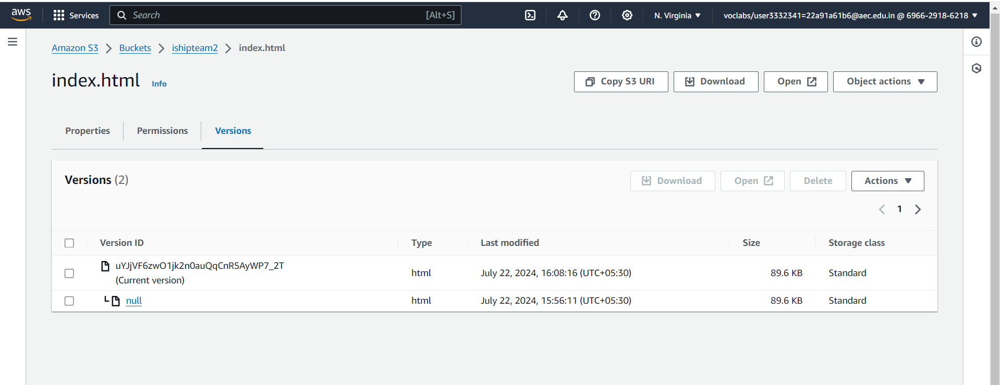 aws Services Search [Alt+S] N. Virginia voclabs/user3332341=22a91a61b6@aec.edu.in @ 6966-2918-6218
Amazon S3 Buckets ishipteam2 index.html
index.html Info Copy S3 URI Download Open Object actions
Properties Permissions Versions
Versions (2) Download Open Delete Actions
1
Version ID Type Last modified Size Storage class
uYJjVF6zwO1jk2n0auQqCnR5AyWP7_2T
(Current version) html July 22, 2024, 16:08:16 (UTC+05:30) 89.6 KB Standard
null html July 22, 2024, 15:56:11 (UTC+05:30) 89.6 KB Standard